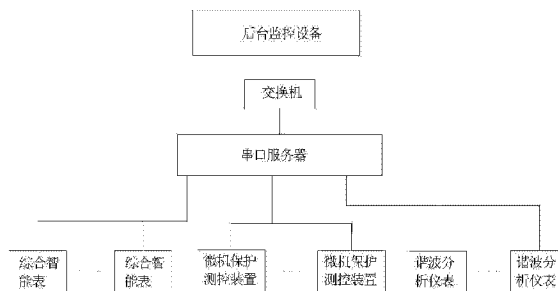 后台监控设备
交换机
串口服务器
综合智
能表
综合智
能表
微机保护
测控装置
微机保护
测控装置
谐波分
析仪表
谐波分
析仪表